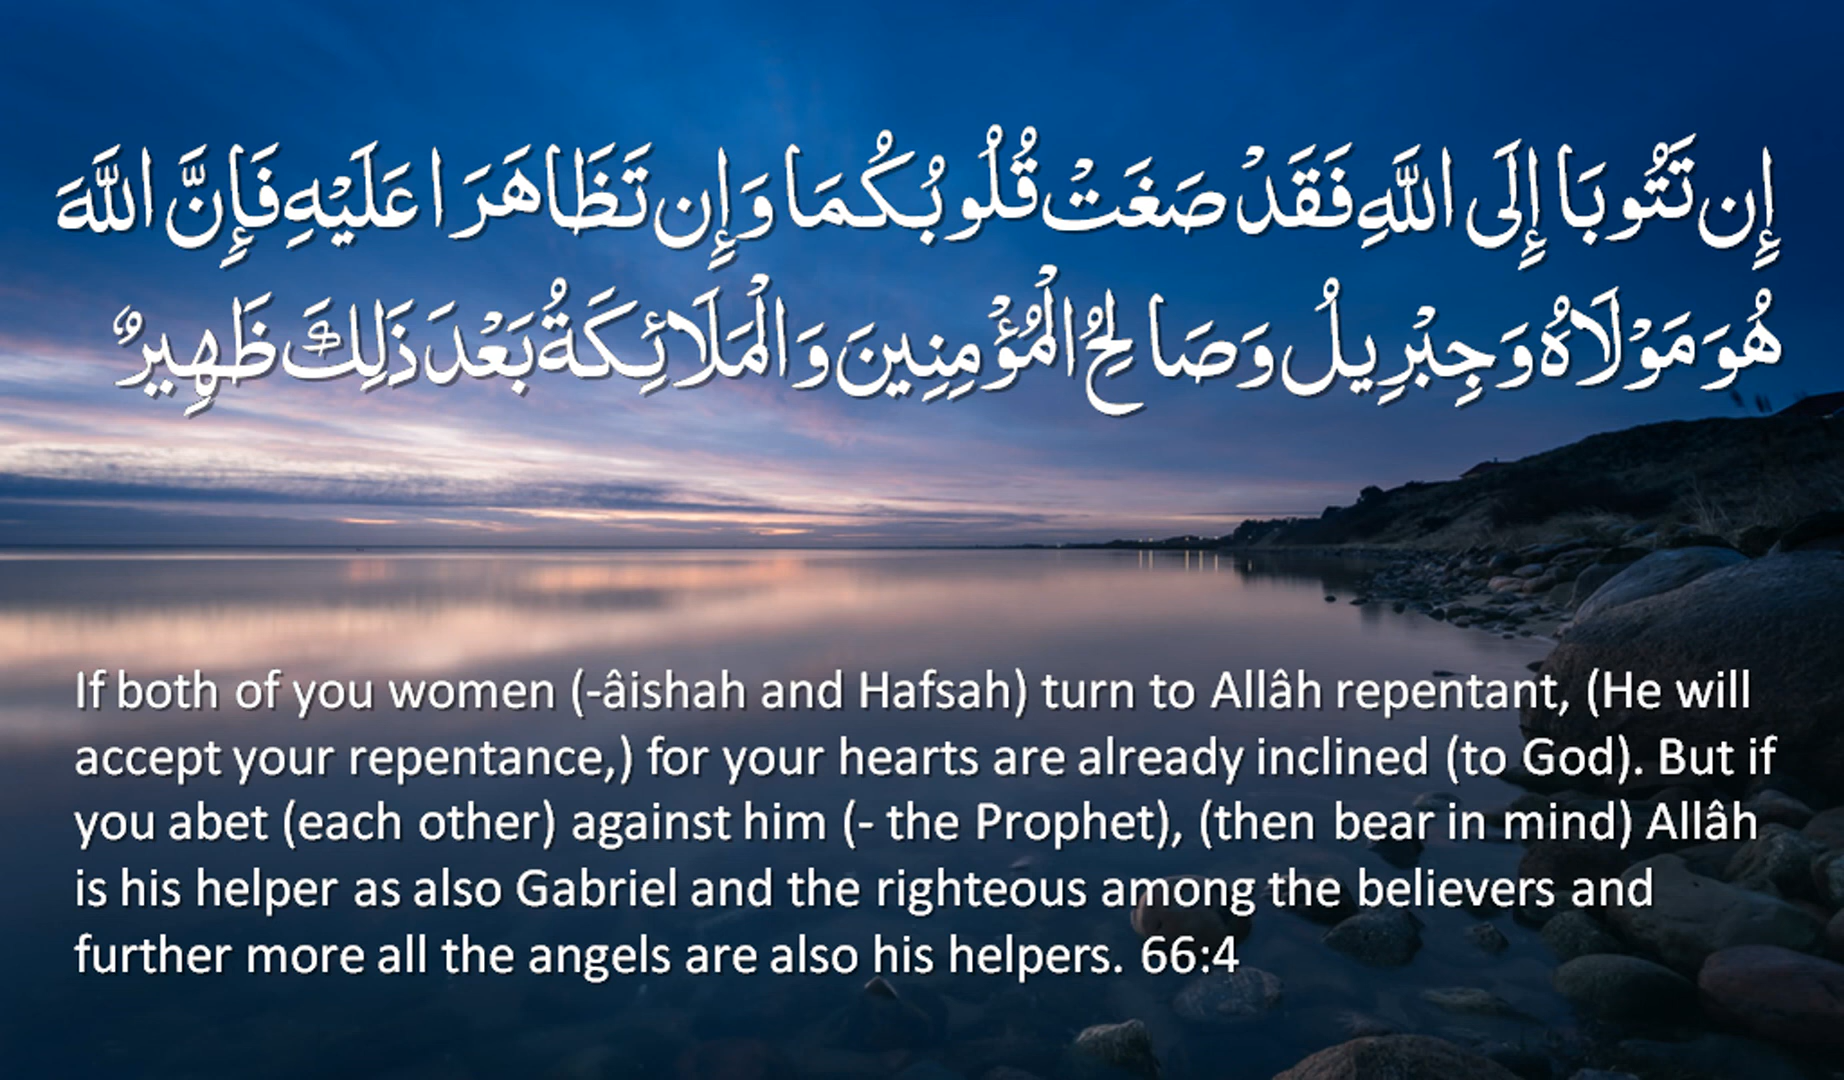 إِن تَتُوبَا إِلَى اللَّهِ فَقَدْ صَغَتْ قُلُوبُكُمَا وَإِن تَظَاهَرَا عَلَيْهِ فَإِنَّ اللَّهَ
هُوَ مَوْلَاهُ وَجِبْرِيلُ وَصَالِحُ الْمُؤْمِنِينَ وَالْمَلَائِكَةُ بَعْدَ ذَلِكَ ظَهِيرٌ
If both of you women (-âishah and Hafsah) turn to Allâh repentant, (He will
accept your repentance,) for your hearts are already inclined (to God). But if
you abet (each other) against him (- the Prophet), (then bear in mind) Allâh
is his helper as also Gabriel and the righteous among the believers and
further more all the angels are also his helpers. 66:4